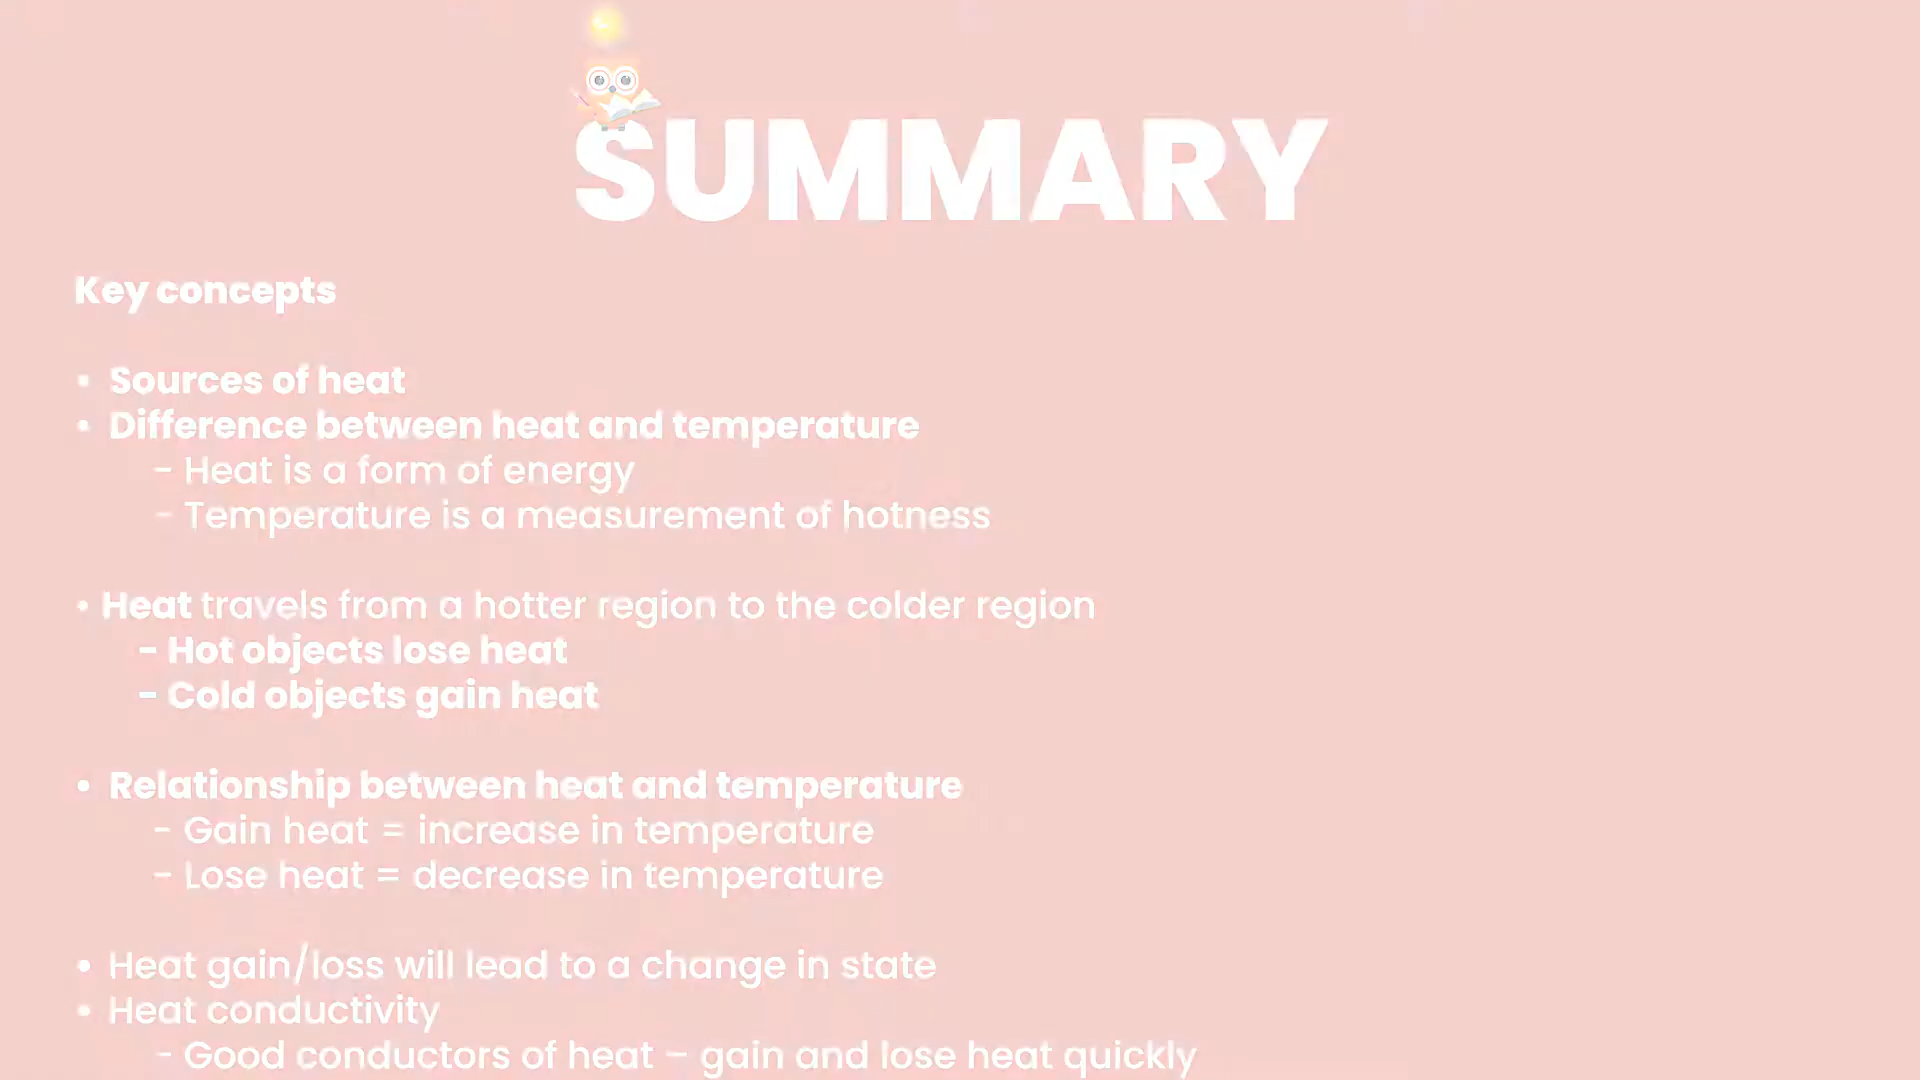 SUMMARY
Key concepts
• Sources of heat
• Difference between heat and temperature
- Heat is a form of energy
- Temperature is a measurement of hotness
• Heat travels from a hotter region to the colder region
- Hot objects lose heat
- Cold objects gain heat
• Relationship between heat and temperature
- Gain heat = increase in temperature
- Lose heat = decrease in temperature
• Heat gain/loss will lead to a change in state
• Heat conductivity
- Good conductors of heat – gain and lose heat quickly